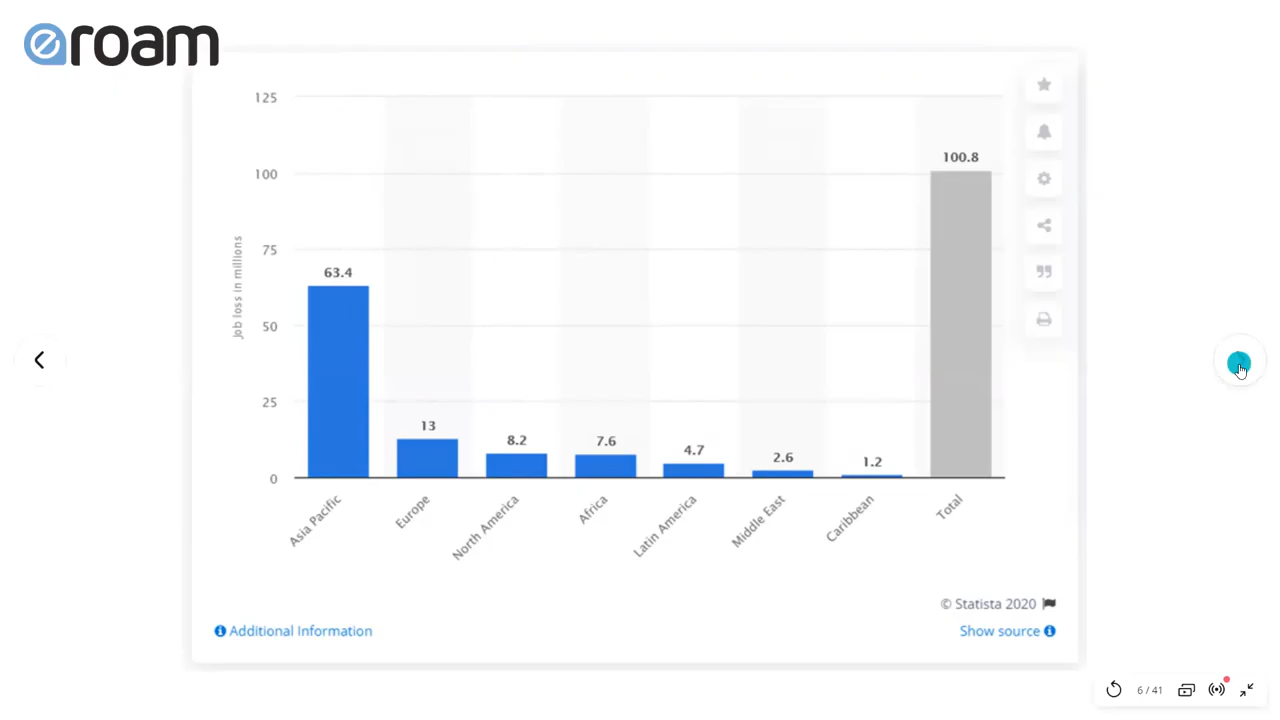 eroam
125
100
75
50
25
0
Job loss in millions
63.4
13
8.2
7.6
4.7
2.6
1.2
100.8
Asia Pacific
Europe
North America
Africa
Latin America
Middle East
Caribbean
Total
© Statista 2020
Additional Information
Show source
6 / 41